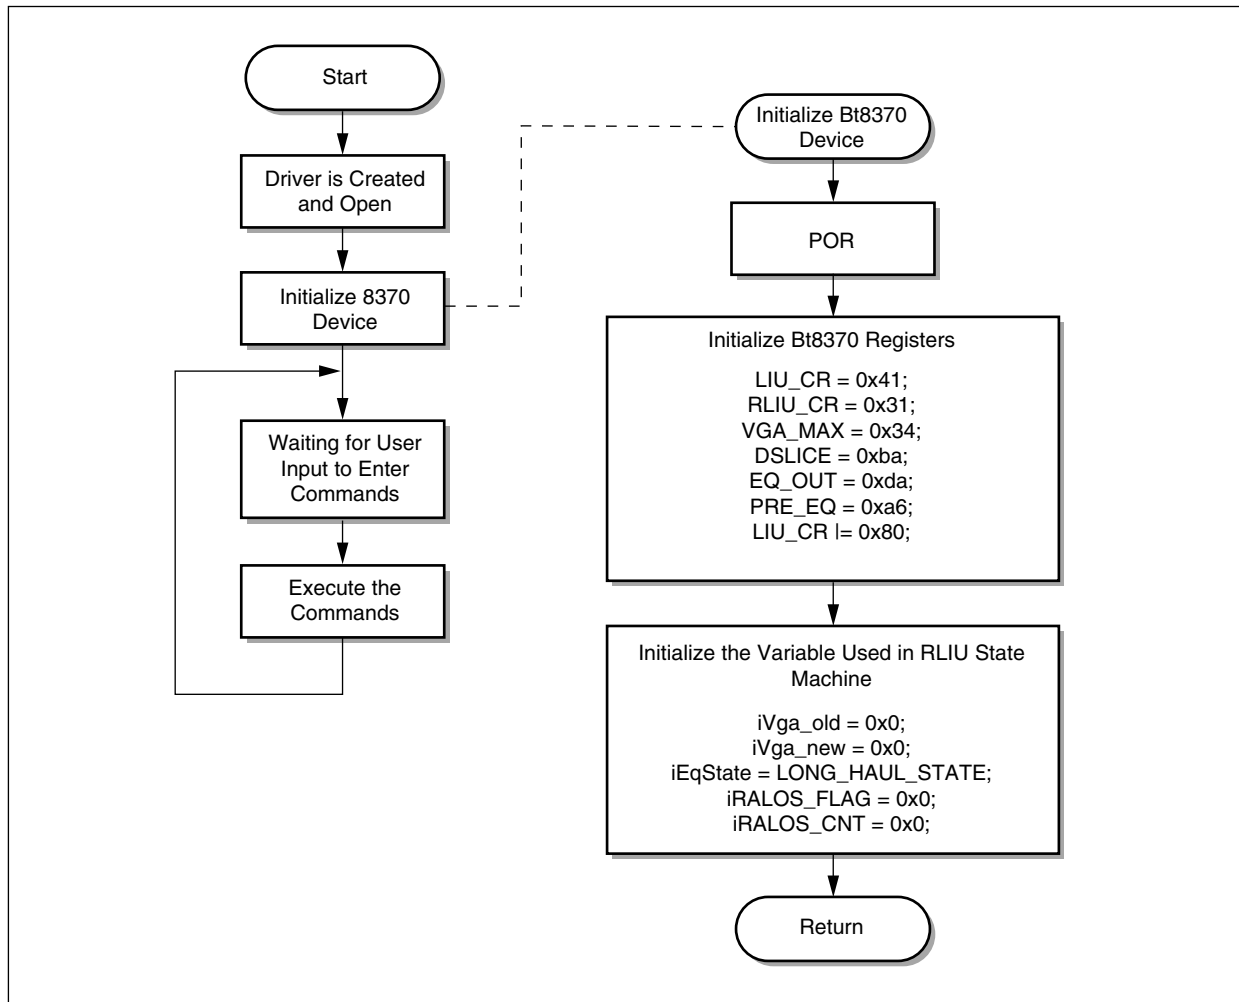 Start
Driver is Created
and Open
Initialize 8370
Device
Waiting for User
Input to Enter
Commands
Execute the
Commands
Initialize Bt8370
Device
POR
Initialize Bt8370 Registers
LIU_CR = 0x41;
RLIU_CR = 0x31;
VGA_MAX = 0x34;
DSLICE = 0xba;
EQ_OUT = 0xda;
PRE_EQ = 0xa6;
LIU_CR |= 0x80;
Initialize the Variable Used in RLIU State
Machine
iVga_old = 0x0;
iVga_new = 0x0;
iEqState = LONG_HAUL_STATE;
iRALOS_FLAG = 0x0;
iRALOS_CNT = 0x0;
Return